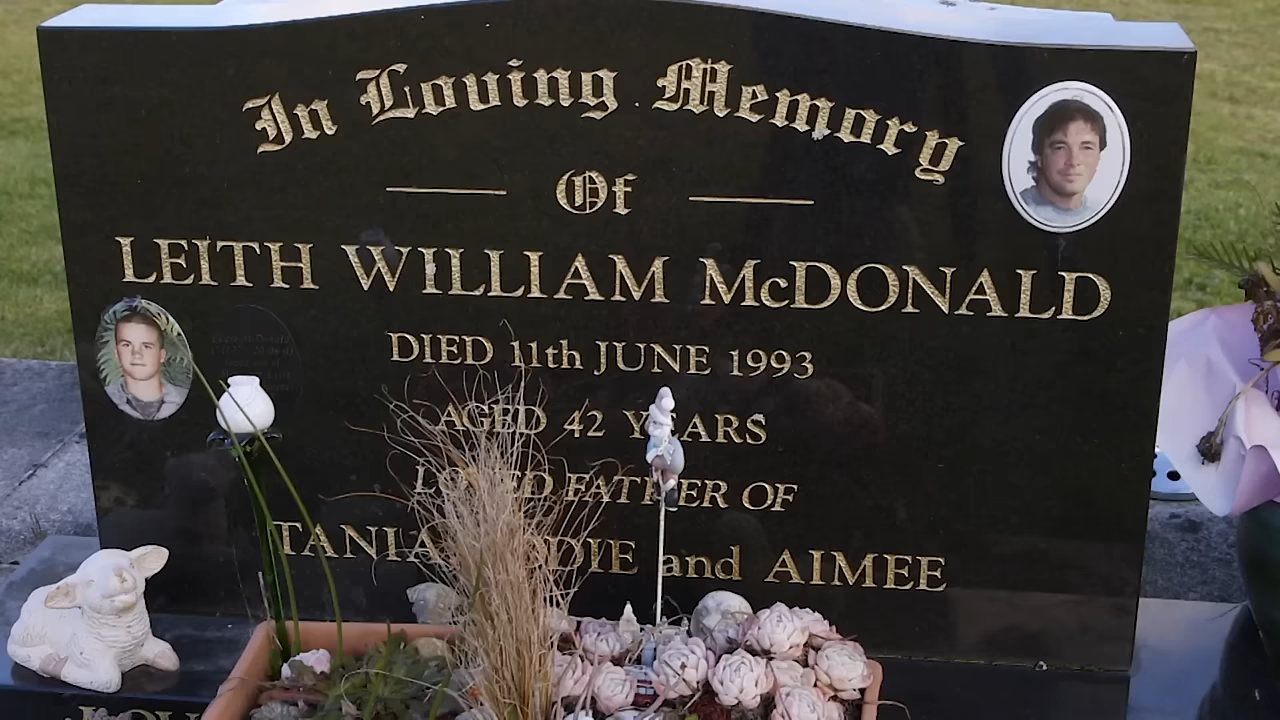 In Loving Memory
Of
LEITH WILLIAM McDONALD
DIED 11th JUNE 1993
AGED 42 YEARS
LOVED FATHER OF
TANIA and AIMEE